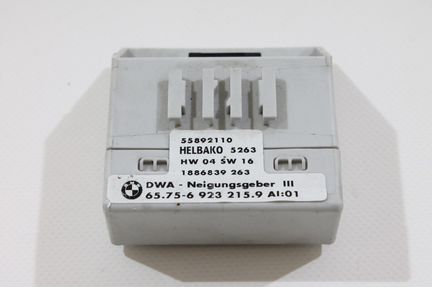 55892110
HELBAKO 5263
HW 04 SW 16
1886839 263
BMW
DWA - Neigungsgeber III
65.75-6 923 215.9 AI:01